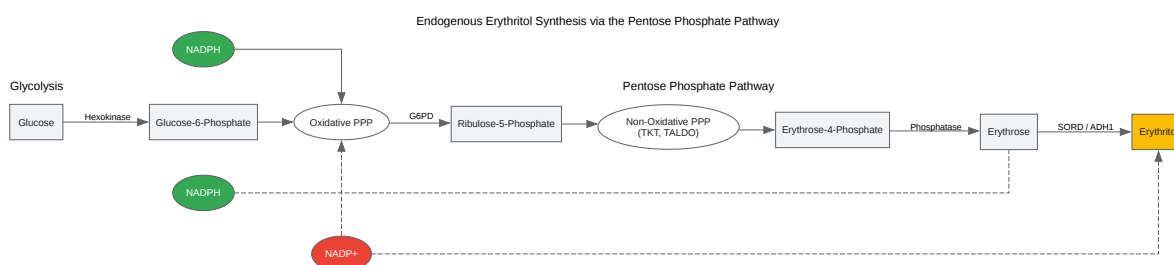 Endogenous Erythritol Synthesis via the Pentose Phosphate Pathway
NADPH
Glycolysis
Pentose Phosphate Pathway
Glucose
Hexokinase
Glucose-6-Phosphate
Oxidative PPP
G6PD
Ribulose-5-Phosphate
Non-Oxidative PPP
(TKT, TALDO)
Erythrose-4-Phosphate
Phosphatase
Erythrose
SORD / ADH1
Erythrito
NADPH
NADP+